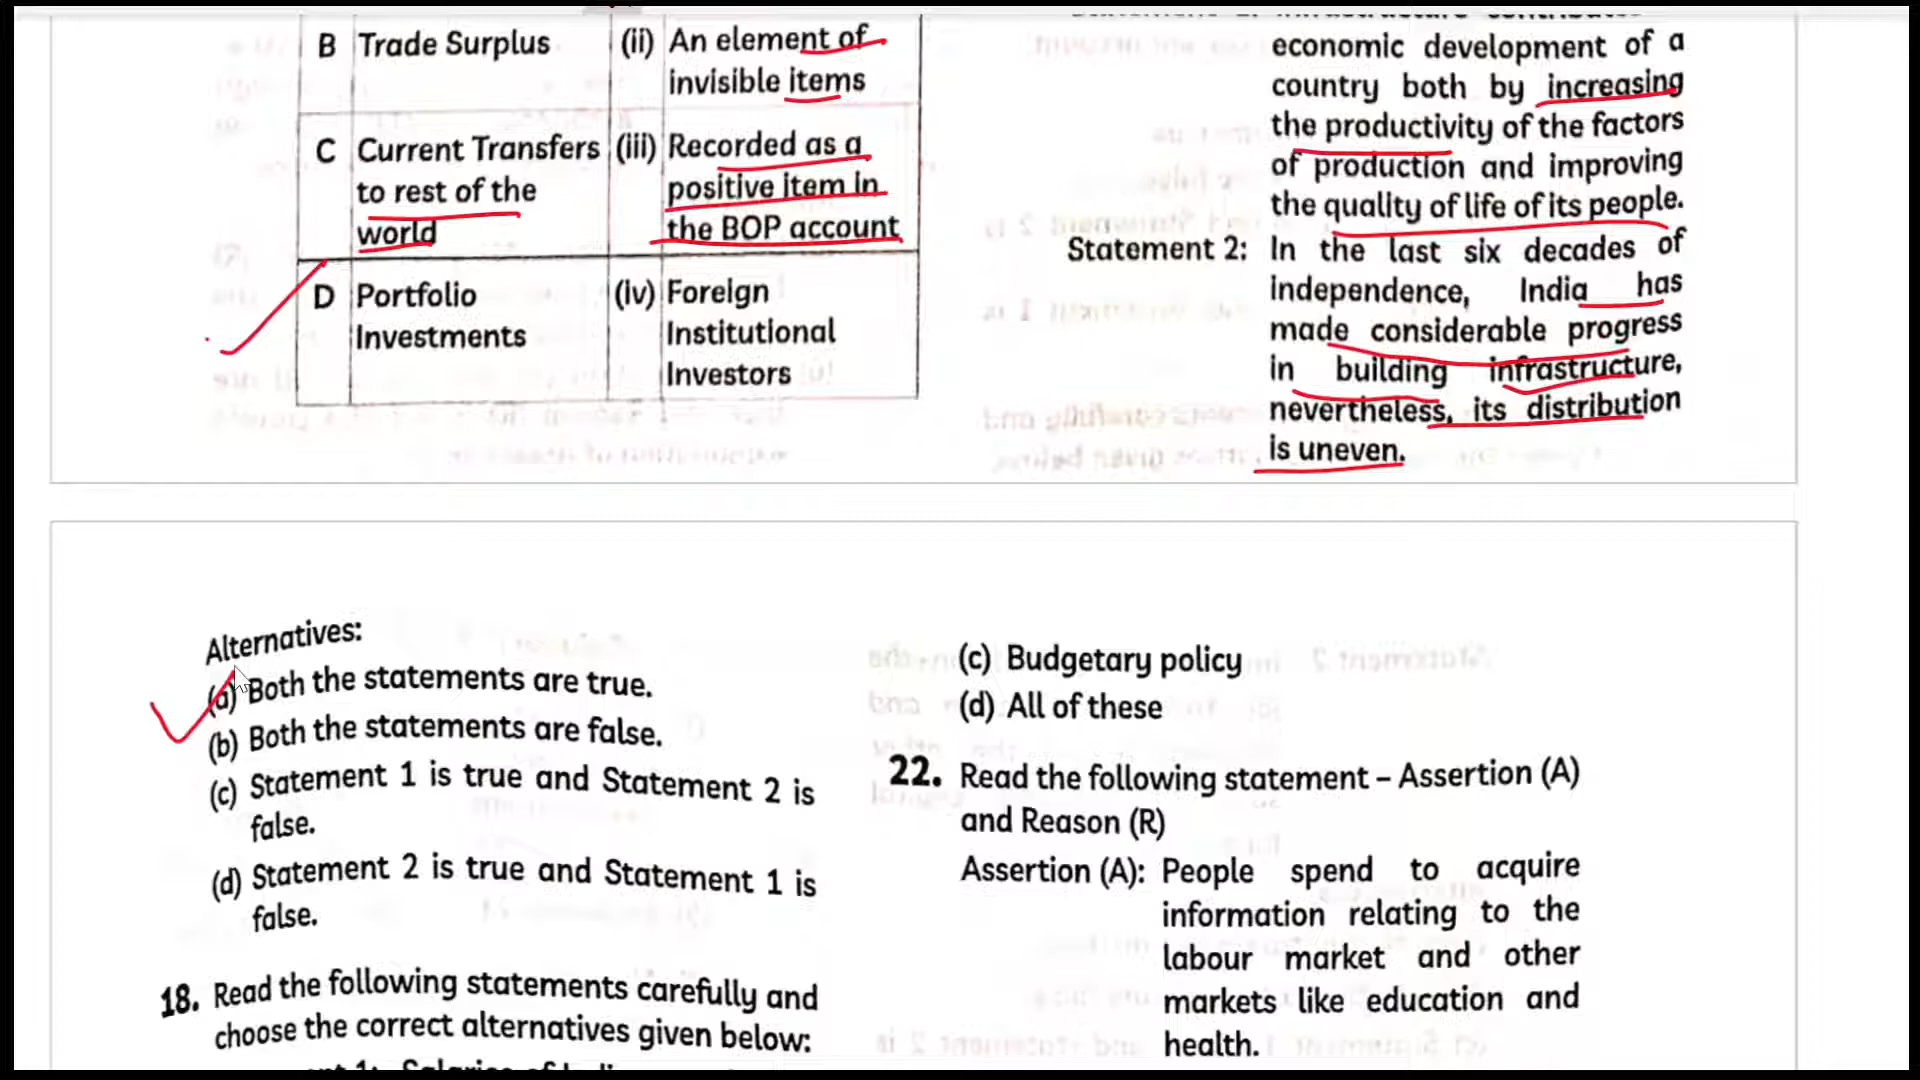 B Trade Surplus (ii) An element of
invisible items
C Current Transfers (iii) Recorded as a
to rest of the positive item in
world the BOP account
D Portfolio (iv) Foreign
Investments Institutional
Investors
economic development of a
country both by increasing
the productivity of the factors
of production and improving
the quality of life of its people.
Statement 2: In the last six decades of
independence, India has
made considerable progress
in building infrastructure,
nevertheless, its distribution
is uneven.
Alternatives:
(a) Both the statements are true.
(b) Both the statements are false.
(c) Statement 1 is true and Statement 2 is
false.
(d) Statement 2 is true and Statement 1 is
false.
18. Read the following statements carefully and
choose the correct alternatives given below:
(c) Budgetary policy
(d) All of these
22. Read the following statement – Assertion (A)
and Reason (R)
Assertion (A): People spend to acquire
information relating to the
labour market and other
markets like education and
health.